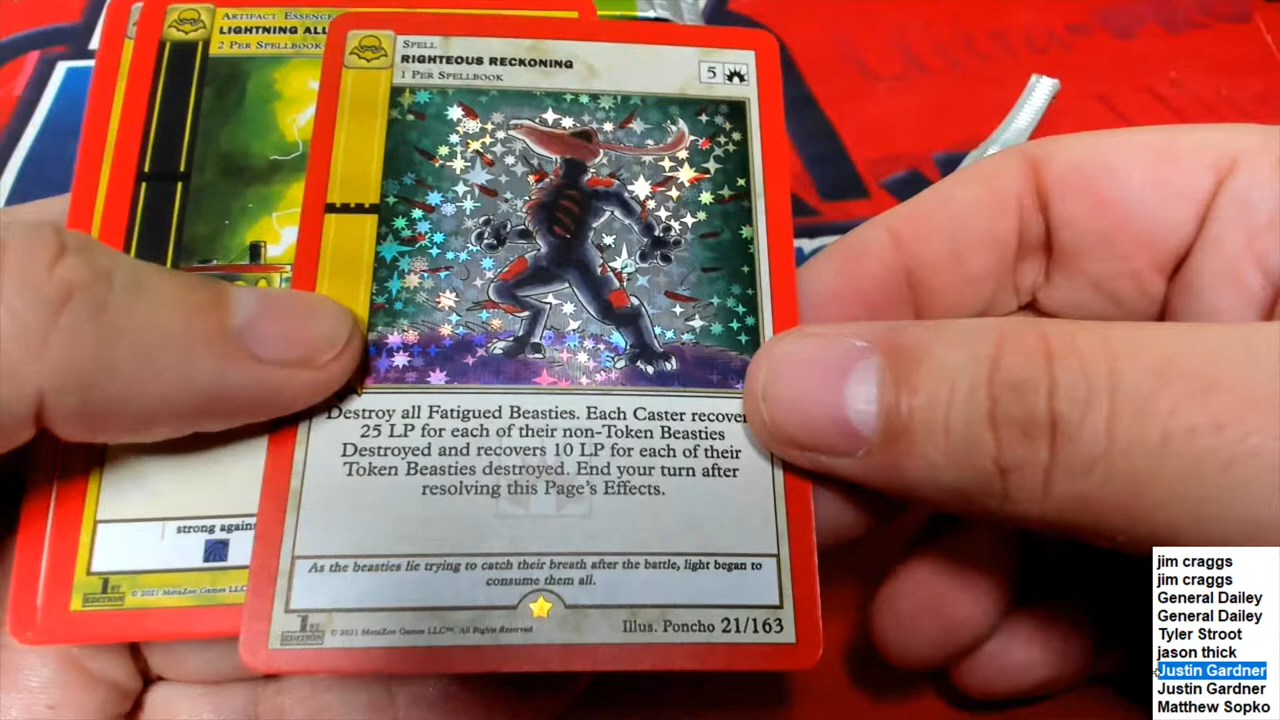 ARTIFACT ESSENCE
LIGHTNING ALL
2 PER SPELLBOOK
SPELL
RIGHTEOUS RECKONING
1 PER SPELLBOOK
5
Destroy all Fatigued Beasties. Each Caster recover
25 LP for each of their non-Token Beasties
Destroyed and recovers 10 LP for each of their
Token Beasties destroyed. End your turn after
resolving this Page's Effects.
As the beasties lie trying to catch their breath after the battle, light began to
consume them all.
1ST
EDITION
© 2021 MetaZoo Games LLC™. All Rights Reserved
Illus. Poncho 21/163
strong again
1ST
EDITION
© 2021 MetaZoo Games LLC
jim craggs
jim craggs
General Dailey
General Dailey
Tyler Stroot
jason thick
Justin Gardner
Justin Gardner
Matthew Sopko